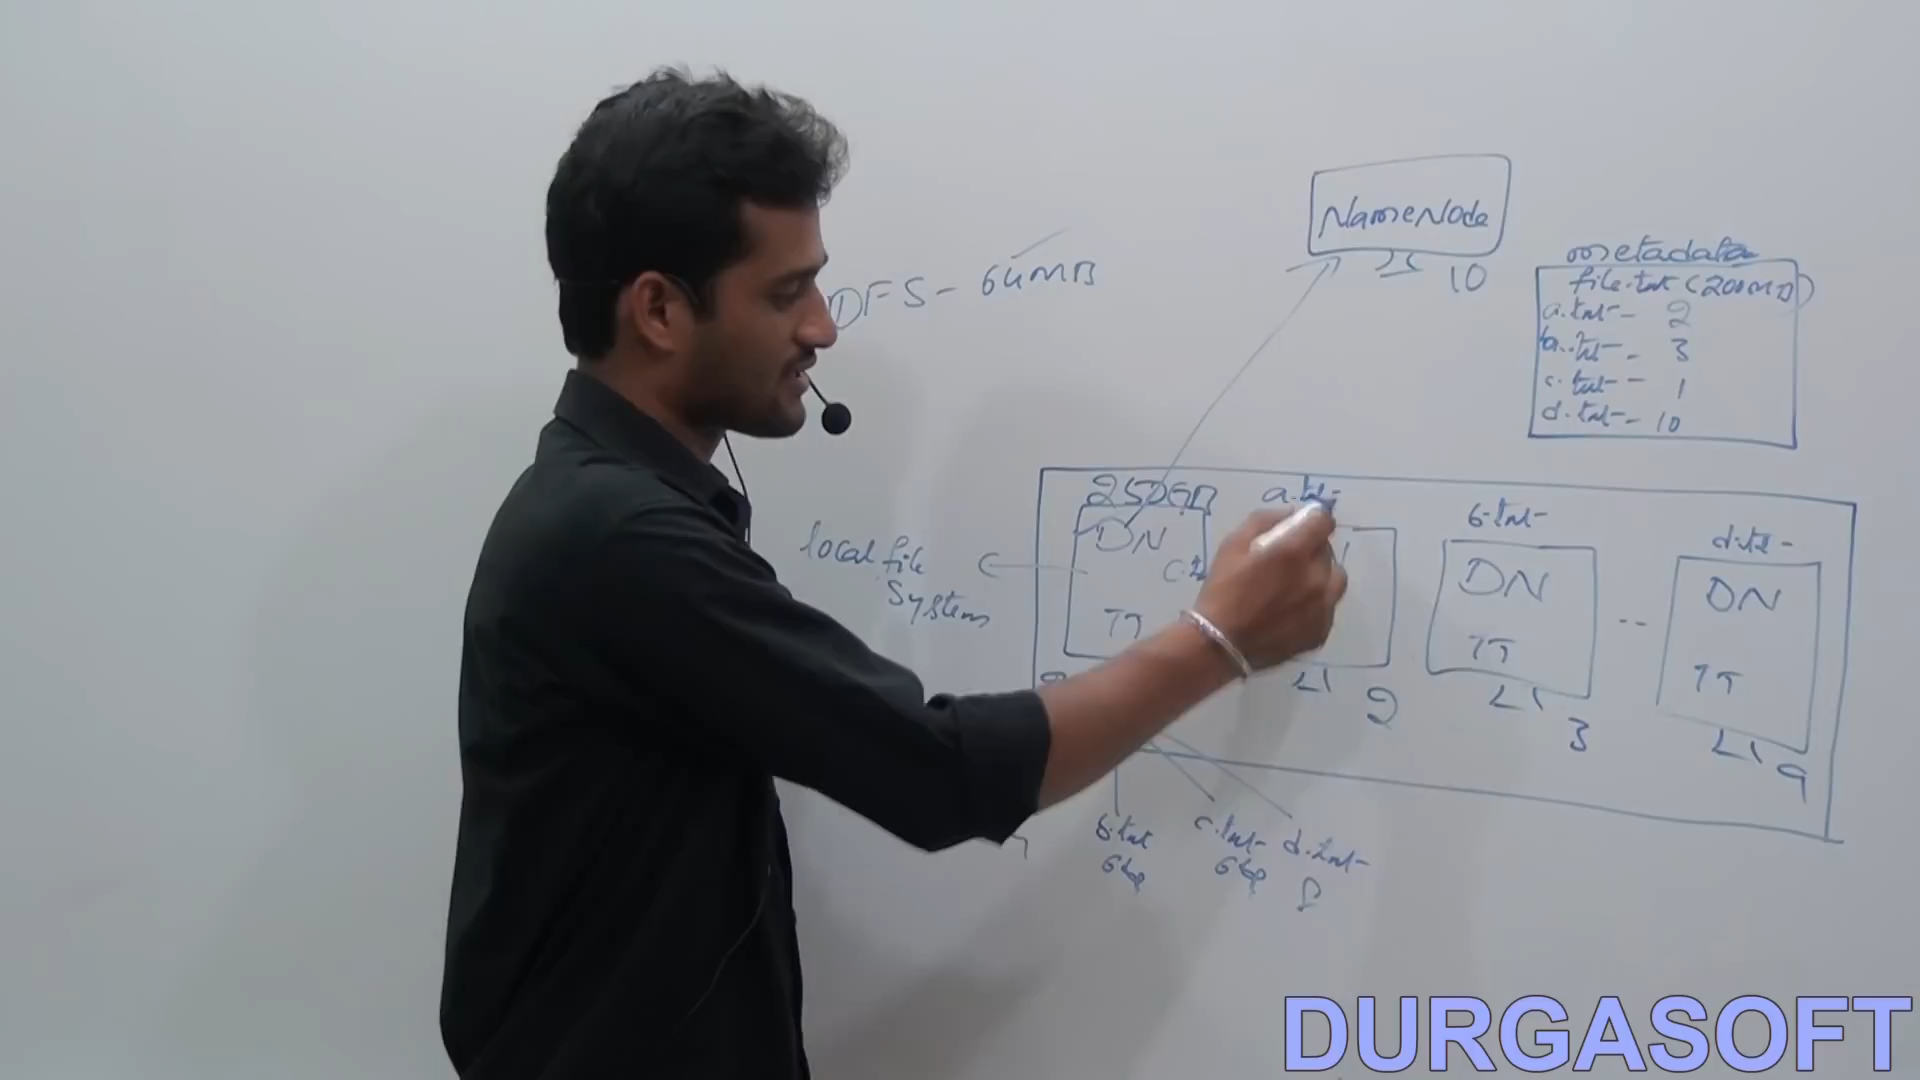 NameNode
10
DFS - 64MB
metadata
file.txt (200MB)
a.txt - 2
b.txt - 3
c.txt - 1
d.txt - 10
250GB
a.txt
b.txt
d.txt
DN
DN
DN
local file
System
TT
TT
TT
2
3
9
b.txt
c.txt
d.txt
DURGASOFT